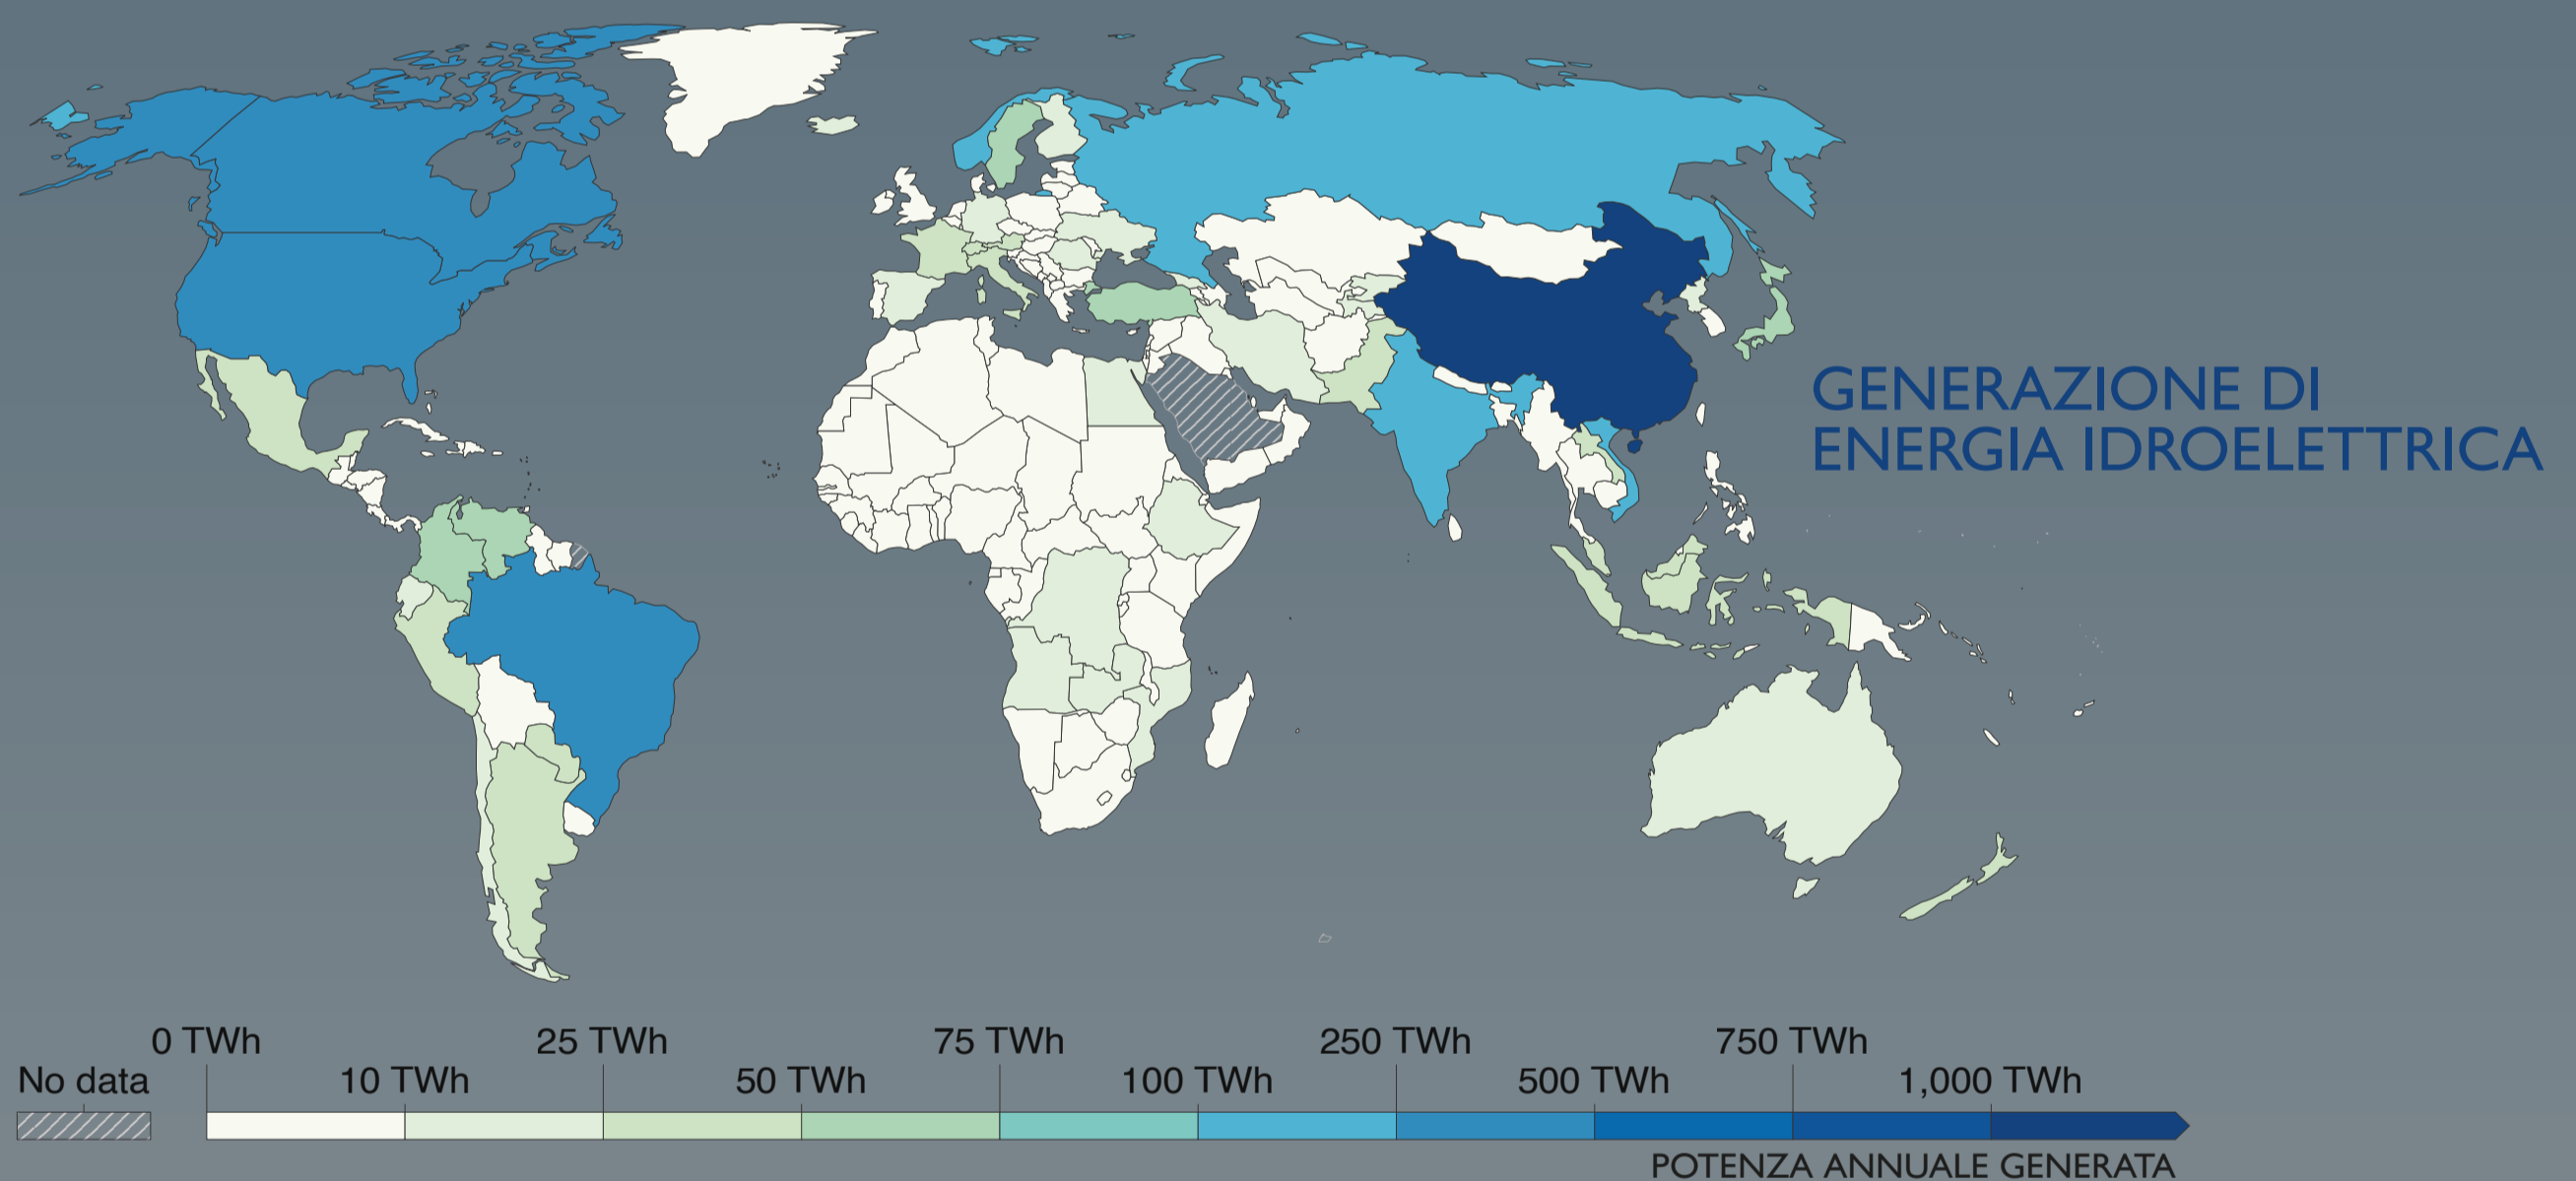 GENERAZIONE DI
ENERGIA IDROELETTRICA
0 TWh 25 TWh 75 TWh 250 TWh 750 TWh
No data 10 TWh 50 TWh 100 TWh 500 TWh 1,000 TWh
POTENZA ANNUALE GENERATA